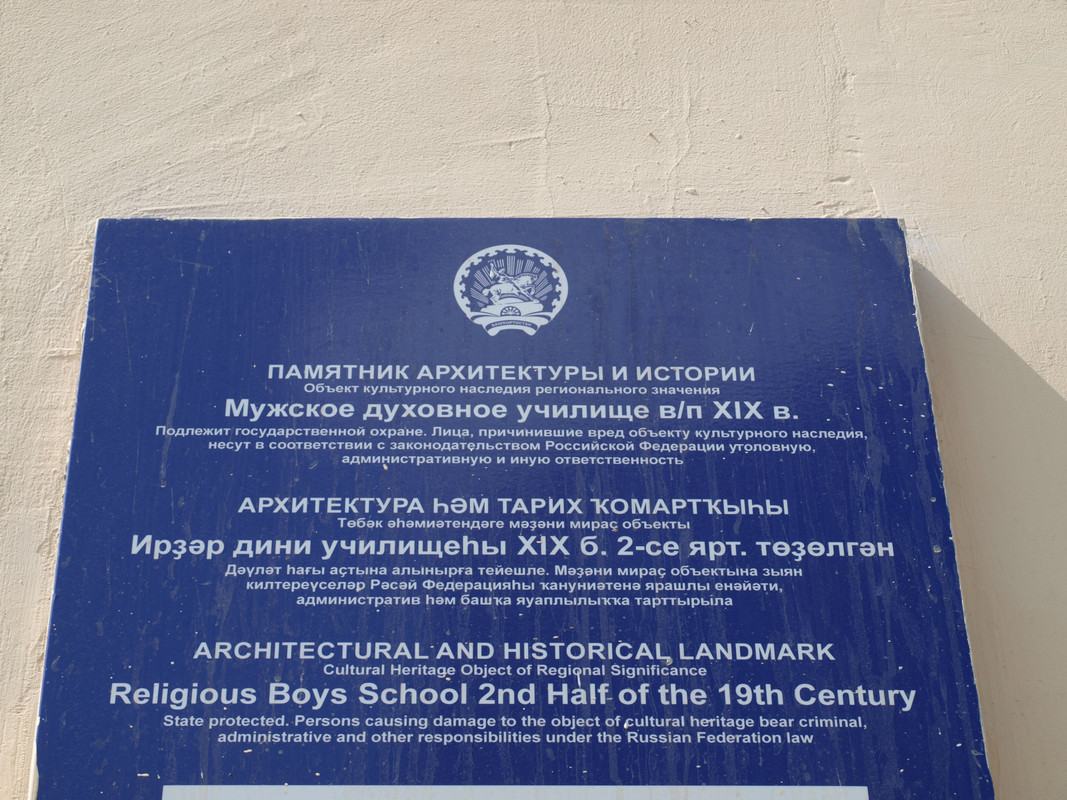 ПАМЯТНИК АРХИТЕКТУРЫ И ИСТОРИИ
Объект культурного наследия регионального значения
Мужское духовное училище в/п XIX в.
Подлежит государственной охране. Лица, причинившие вред объекту культурного наследия,
несут в соответствии с законодательством Российской Федерации уголовную,
административную и иную ответственность
АРХИТЕКТУРА ҺӘМ ТАРИХ ҠОМАРТҠЫҺЫ
Төбәк әһәмиәтендәге мәҙәни мираҫ объекты
Ирҙәр дини училищеһы XIX б. 2-се ярт. төҙөлгән
Дәүләт һағы аҫтына алынырға тейешле. Мәҙәни мираҫ объектына зыян
килтереүселәр Рәсәй Федерацияһы ҡануниәтенә ярашлы енәйәти,
административ һәм башҡа яуаплылыҡҡа тарттырыла
ARCHITECTURAL AND HISTORICAL LANDMARK
Cultural Heritage Object of Regional Significance
Religious Boys School 2nd Half of the 19th Century
State protected. Persons causing damage to the object of cultural heritage bear criminal,
administrative and other responsibilities under the Russian Federation law